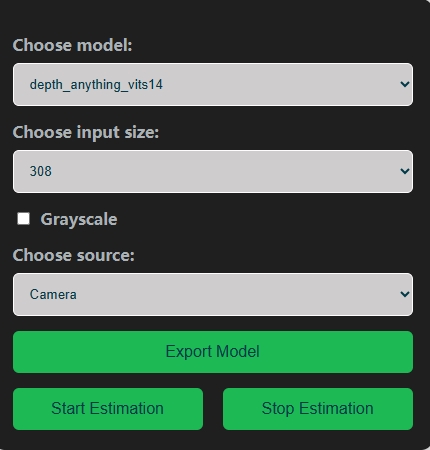 Choose model:
depth_anything_vits14
Choose input size:
308
Grayscale
Choose source:
Camera
Export Model
Start Estimation
Stop Estimation